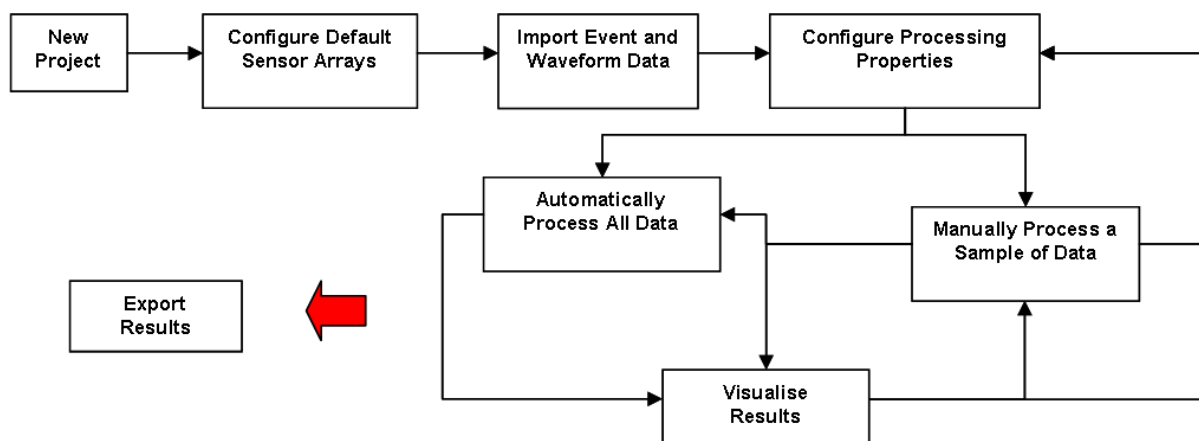 New
Project
Configure Default
Sensor Arrays
Import Event and
Waveform Data
Configure Processing
Properties
Automatically
Process All Data
Manually Process a
Sample of Data
Export
Results
Visualise
Results